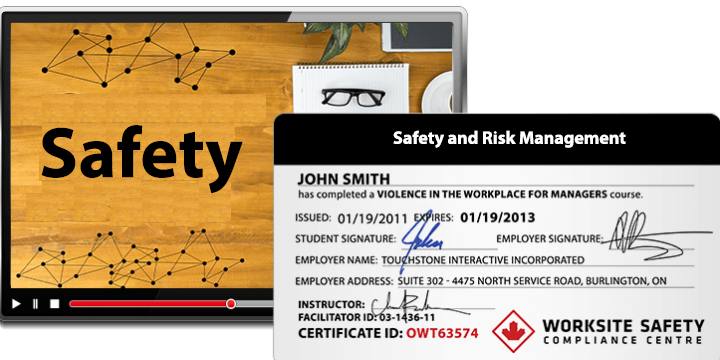 Safety
Safety and Risk Management
JOHN SMITH
has completed a VIOLENCE IN THE WORKPLACE FOR MANAGERS course.
ISSUED: 01/19/2011 EXPIRES: 01/19/2013
STUDENT SIGNATURE: John EMPLOYER SIGNATURE:
EMPLOYER NAME: TOUCHSTONE INTERACTIVE INCORPORATED
EMPLOYER ADDRESS: SUITE 302 - 4475 NORTH SERVICE ROAD, BURLINGTON, ON
INSTRUCTOR:
FACILITATOR ID: 03-1436-11
CERTIFICATE ID: OWT63574
WORKSITE SAFETY
COMPLIANCE CENTRE